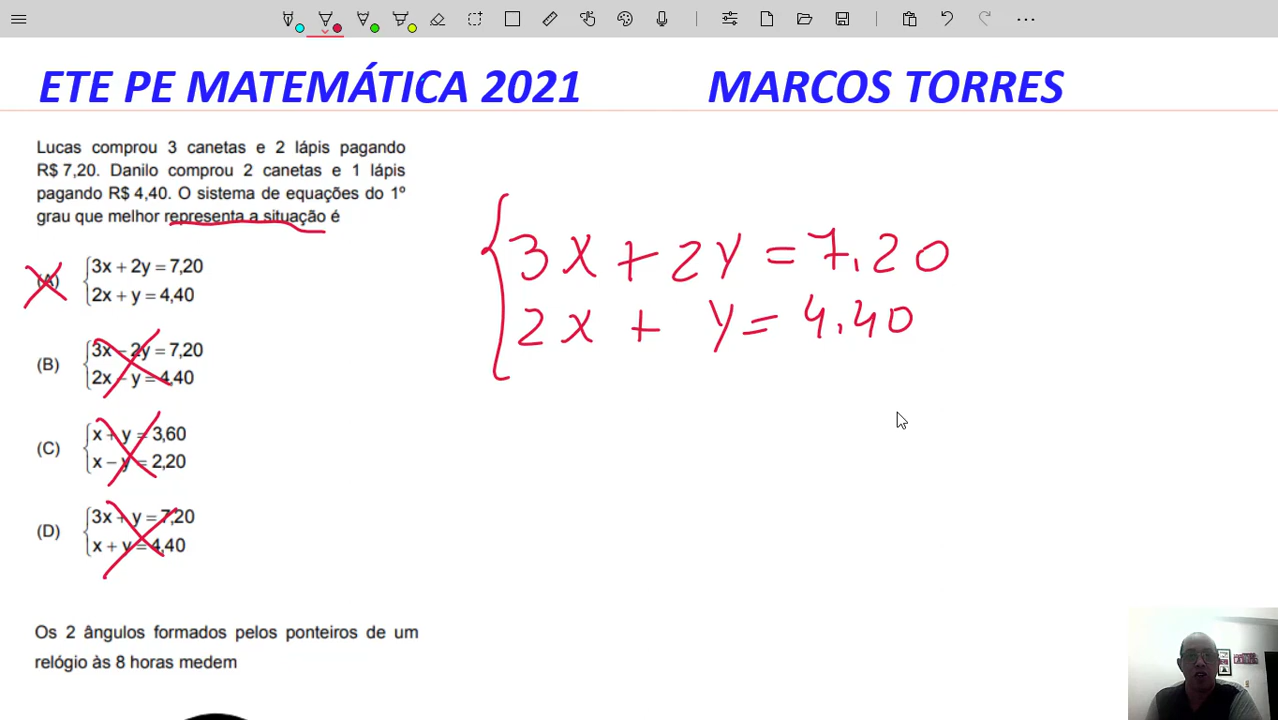 ETE PE MATEMÁTICA 2021 MARCOS TORRES
Lucas comprou 3 canetas e 2 lápis pagando
R$ 7,20. Danilo comprou 2 canetas e 1 lápis
pagando R$ 4,40. O sistema de equações do 1º
grau que melhor representa a situação é
(A)
3x + 2y = 7,20
2x + y = 4,40
(B)
3x – 2y = 7,20
2x – y = 4,40
(C)
x + y = 3,60
x – y = 2,20
(D)
3x + y = 7,20
x + y = 4,40
3x + 2y = 7,20
2x + y = 4,40
Os 2 ângulos formados pelos ponteiros de um
relógio às 8 horas medem